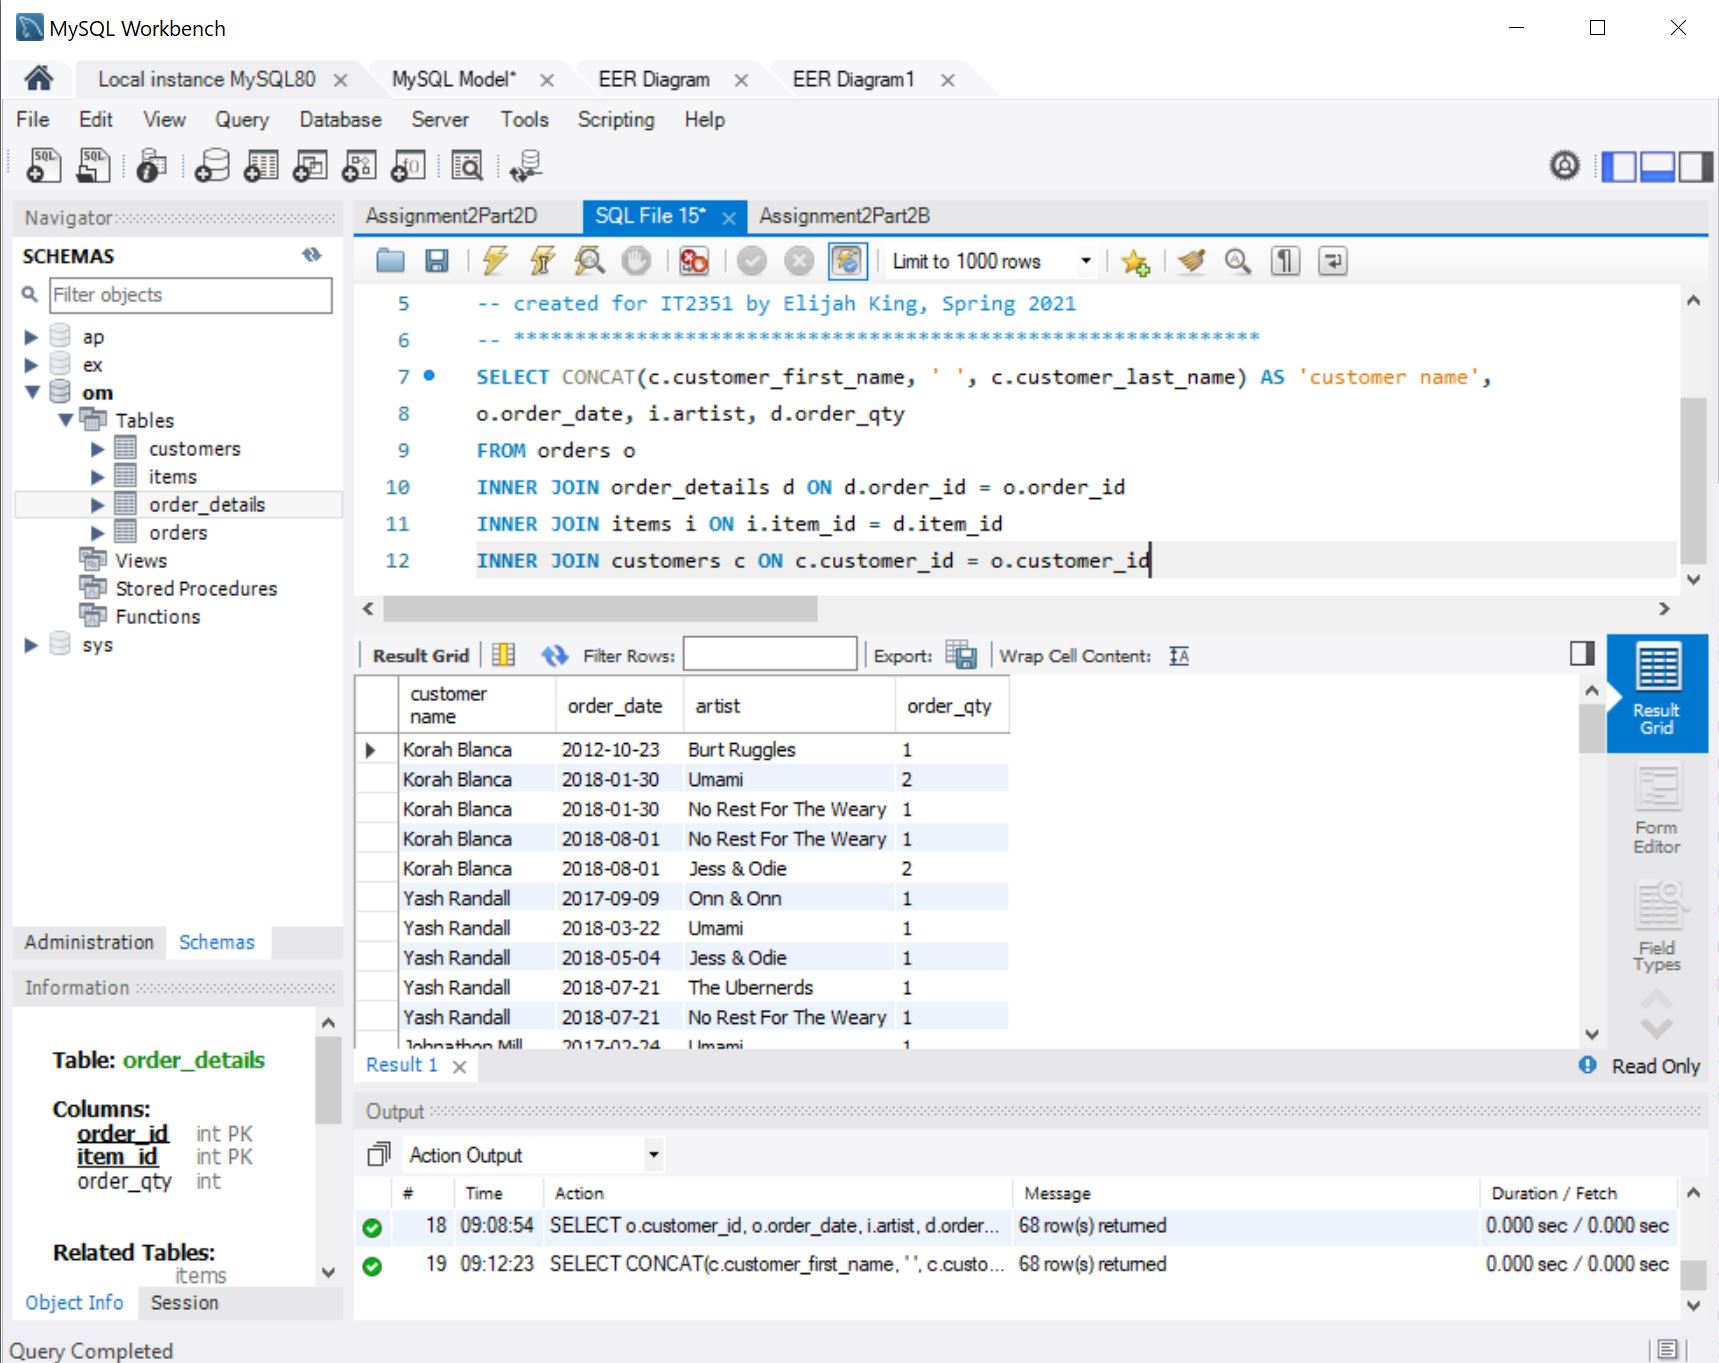 MySQL Workbench
Local instance MySQL80 MySQL Model* EER Diagram EER Diagram1
File Edit View Query Database Server Tools Scripting Help
Navigator
SCHEMAS
Filter objects
ap
ex
om
Tables
customers
items
order_details
orders
Views
Stored Procedures
Functions
sys
Administration Schemas
Information
Table: order_details
Columns:
order_id int PK
item_id int PK
order_qty int
Related Tables:
items
Object Info Session
Assignment2Part2D SQL File 15* Assignment2Part2B
Limit to 1000 rows
5 -- created for IT2351 by Elijah King, Spring 2021
6 -- *************************************************************
7 SELECT CONCAT(c.customer_first_name, ' ', c.customer_last_name) AS 'customer name',
8 o.order_date, i.artist, d.order_qty
9 FROM orders o
10 INNER JOIN order_details d ON d.order_id = o.order_id
11 INNER JOIN items i ON i.item_id = d.item_id
12 INNER JOIN customers c ON c.customer_id = o.customer_id
Result Grid Filter Rows: Export: Wrap Cell Content:
customer name order_date artist order_qty
Korah Blanca 2012-10-23 Burt Ruggles 1
Korah Blanca 2018-01-30 Umami 2
Korah Blanca 2018-01-30 No Rest For The Weary 1
Korah Blanca 2018-08-01 No Rest For The Weary 1
Korah Blanca 2018-08-01 Jess & Odie 2
Yash Randall 2017-09-09 Onn & Onn 1
Yash Randall 2018-03-22 Umami 1
Yash Randall 2018-05-04 Jess & Odie 1
Yash Randall 2018-07-21 The Ubernerds 1
Yash Randall 2018-07-21 No Rest For The Weary 1
Johnathon Mill 2017-02-24 Umami 1
Result Grid
Form Editor
Field Types
Result 1 Read Only
Output
Action Output
# Time Action Message Duration / Fetch
18 09:08:54 SELECT o.customer_id, o.order_date, i.artist, d.order... 68 row(s) returned 0.000 sec / 0.000 sec
19 09:12:23 SELECT CONCAT(c.customer_first_name, ' ', c.custo... 68 row(s) returned 0.000 sec / 0.000 sec
Query Completed